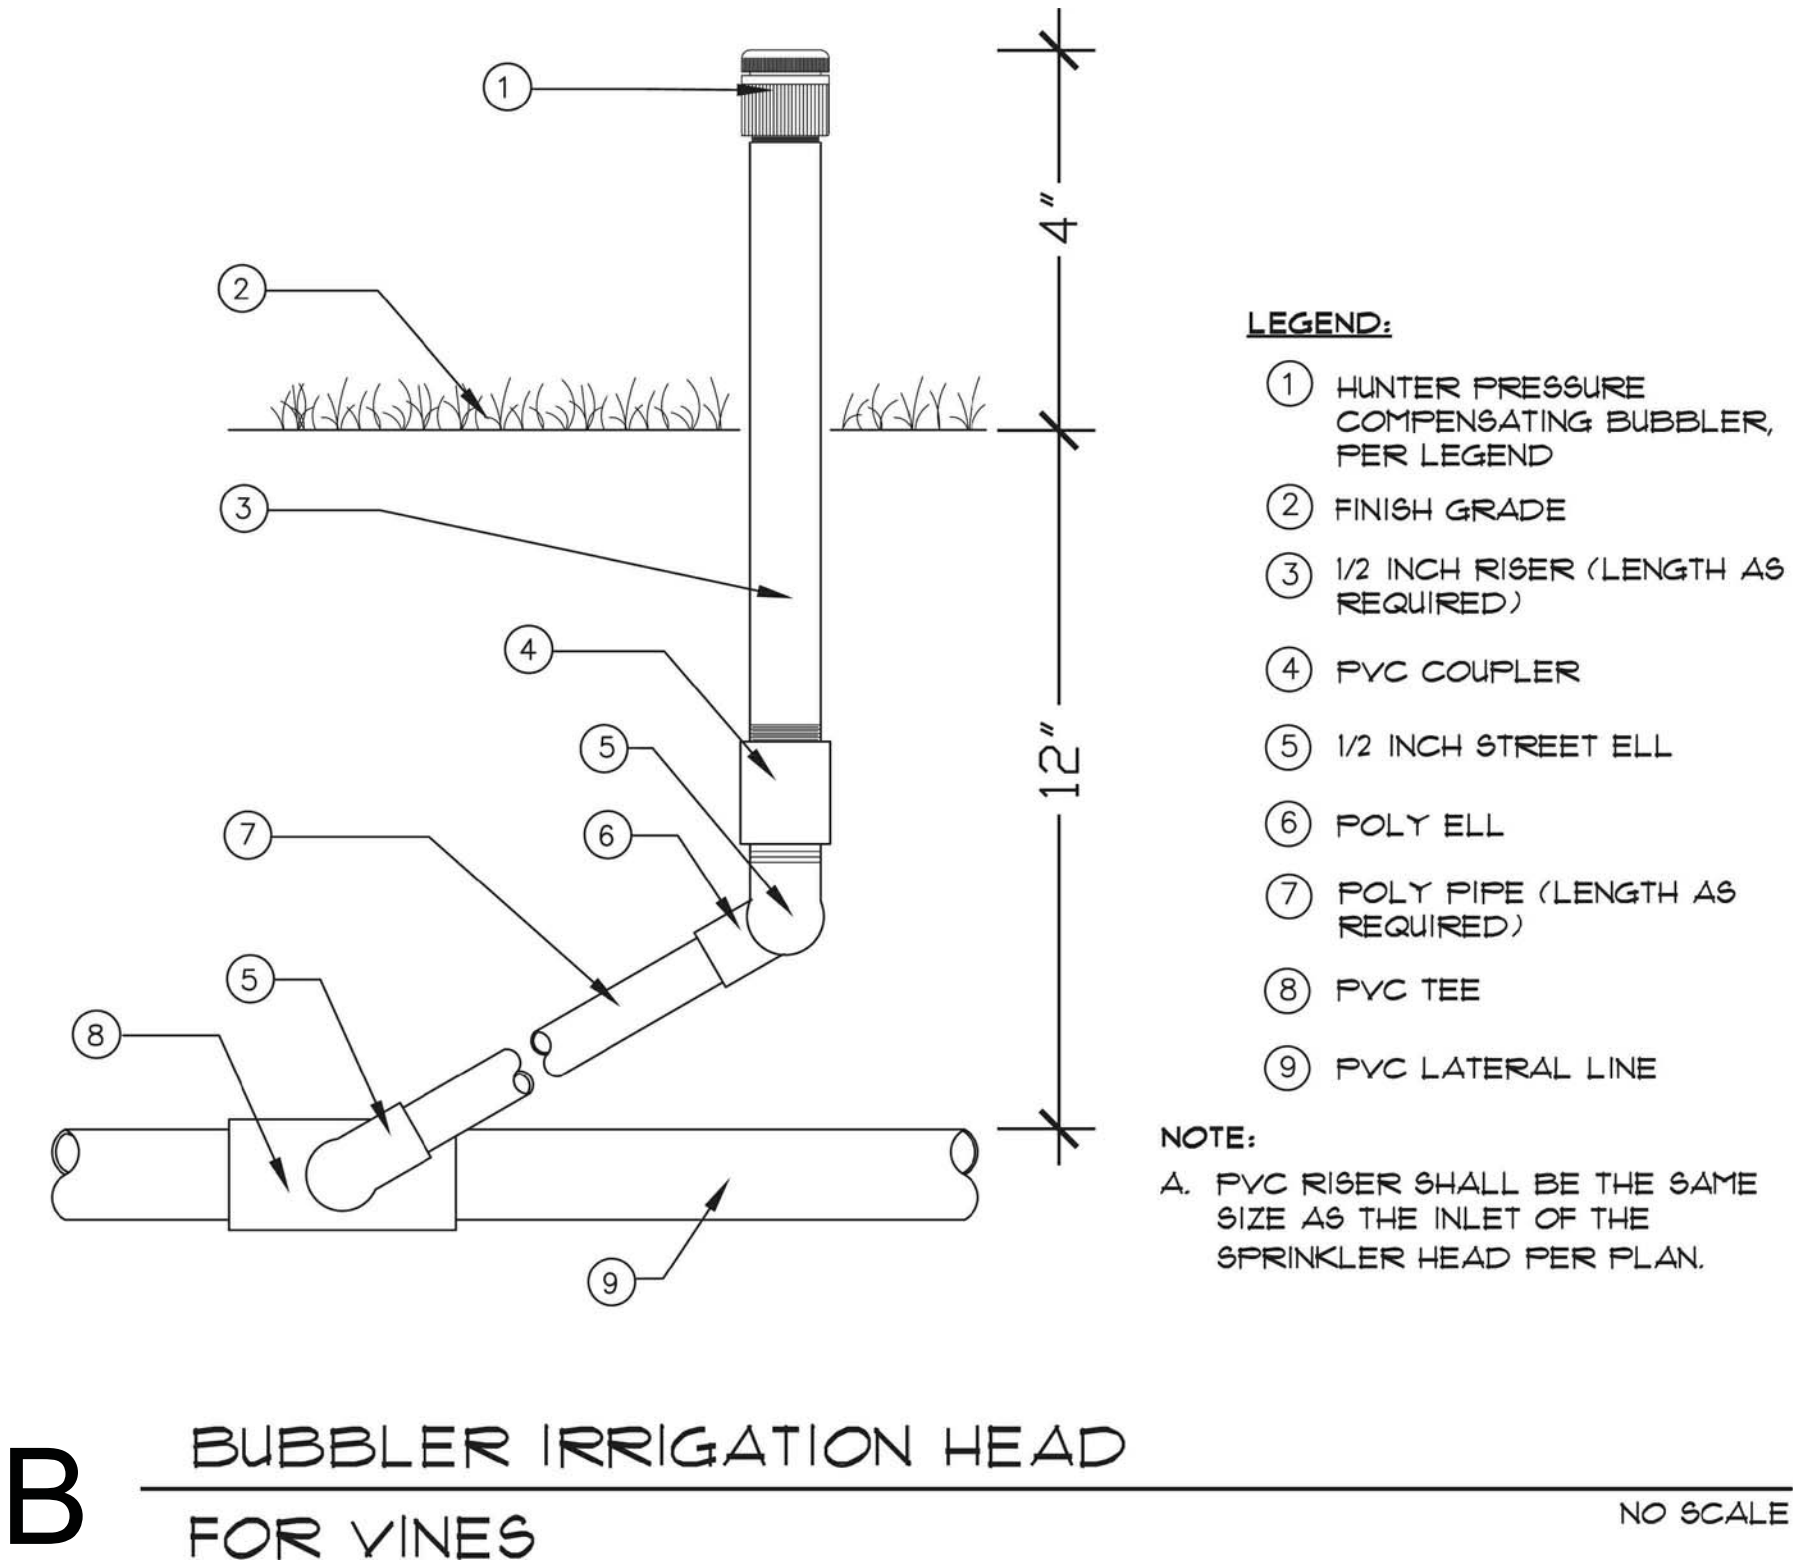 1
4"
2
3
4
5
12"
7
6
5
8
9
LEGEND:
1 HUNTER PRESSURE
COMPENSATING BUBBLER,
PER LEGEND
2 FINISH GRADE
3 1/2 INCH RISER (LENGTH AS
REQUIRED)
4 PVC COUPLER
5 1/2 INCH STREET ELL
6 POLY ELL
7 POLY PIPE (LENGTH AS
REQUIRED)
8 PVC TEE
9 PVC LATERAL LINE
NOTE:
A. PVC RISER SHALL BE THE SAME
SIZE AS THE INLET OF THE
SPRINKLER HEAD PER PLAN.
B
BUBBLER IRRIGATION HEAD
FOR VINES
NO SCALE